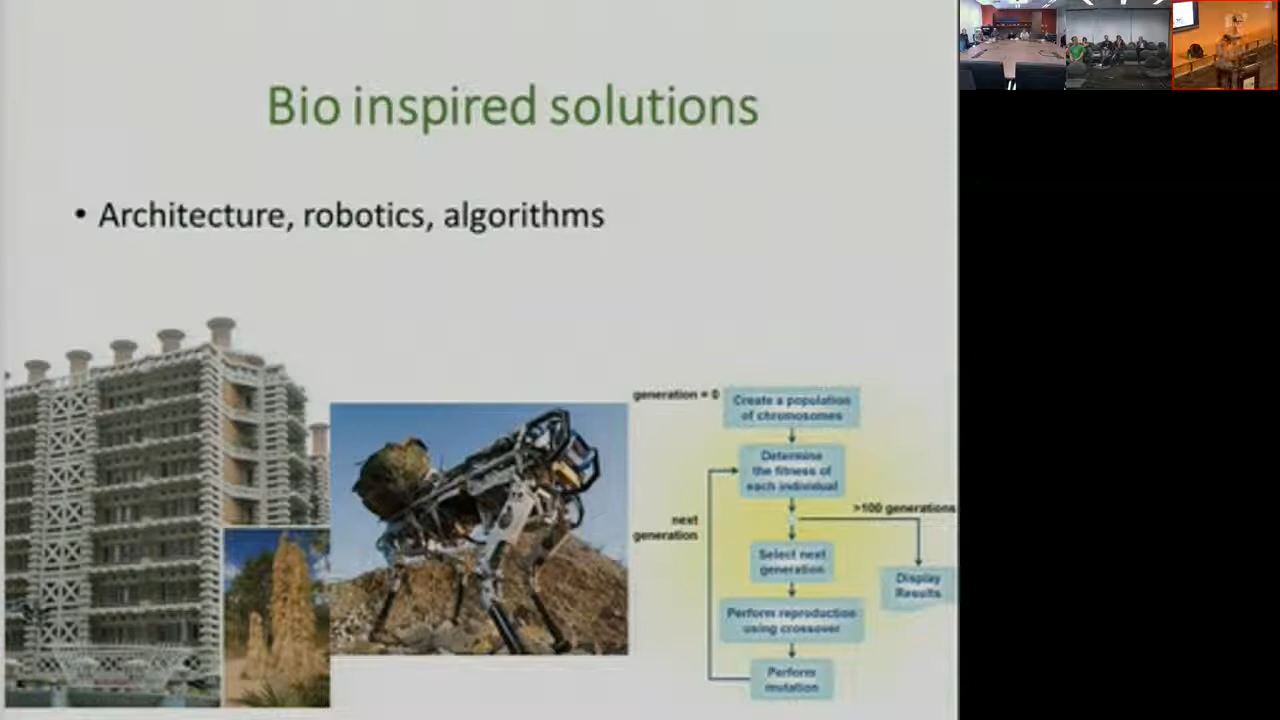 Bio inspired solutions
• Architecture, robotics, algorithms
generation = 0
Create a population
of chromosomes
Determine
the fitness of
each individual
>100 generations
next
generation
Select next
generation
Display
Results
Perform reproduction
using crossover
Perform
mutation